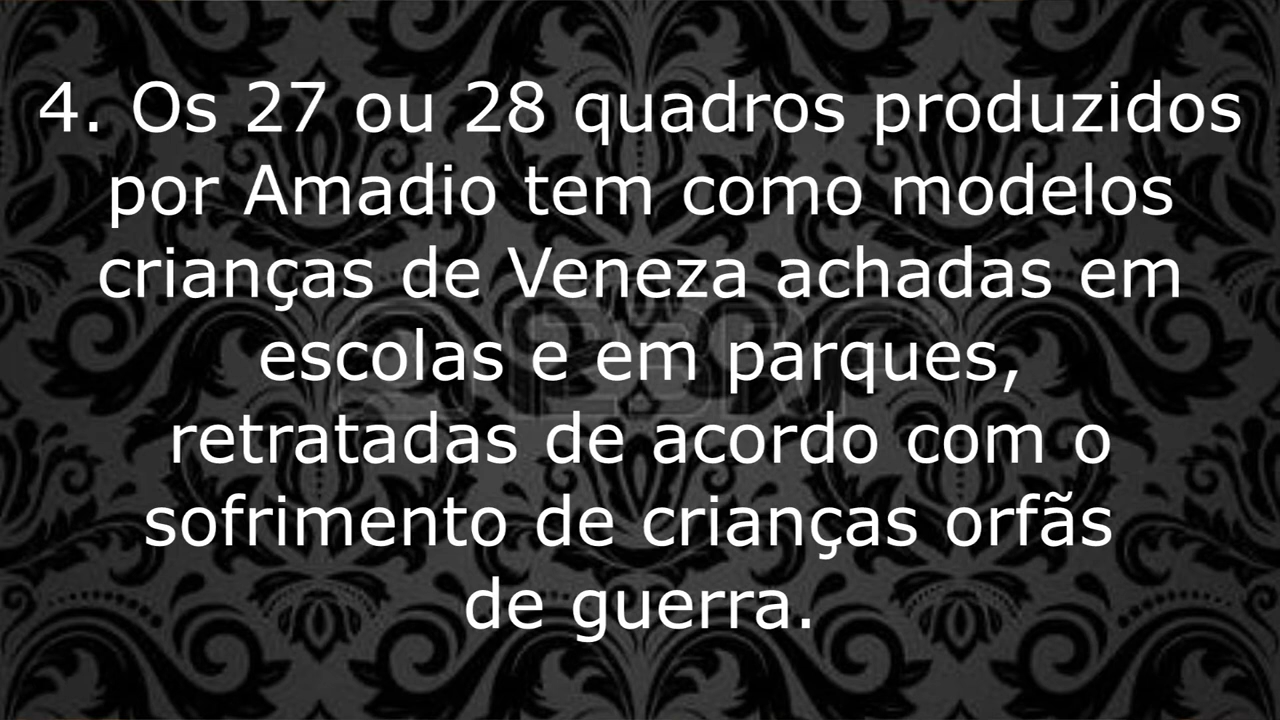 4. Os 27 ou 28 quadros produzidos
por Amadio tem como modelos
crianças de Veneza achadas em
escolas e em parques,
retratadas de acordo com o
sofrimento de crianças orfãs
de guerra.